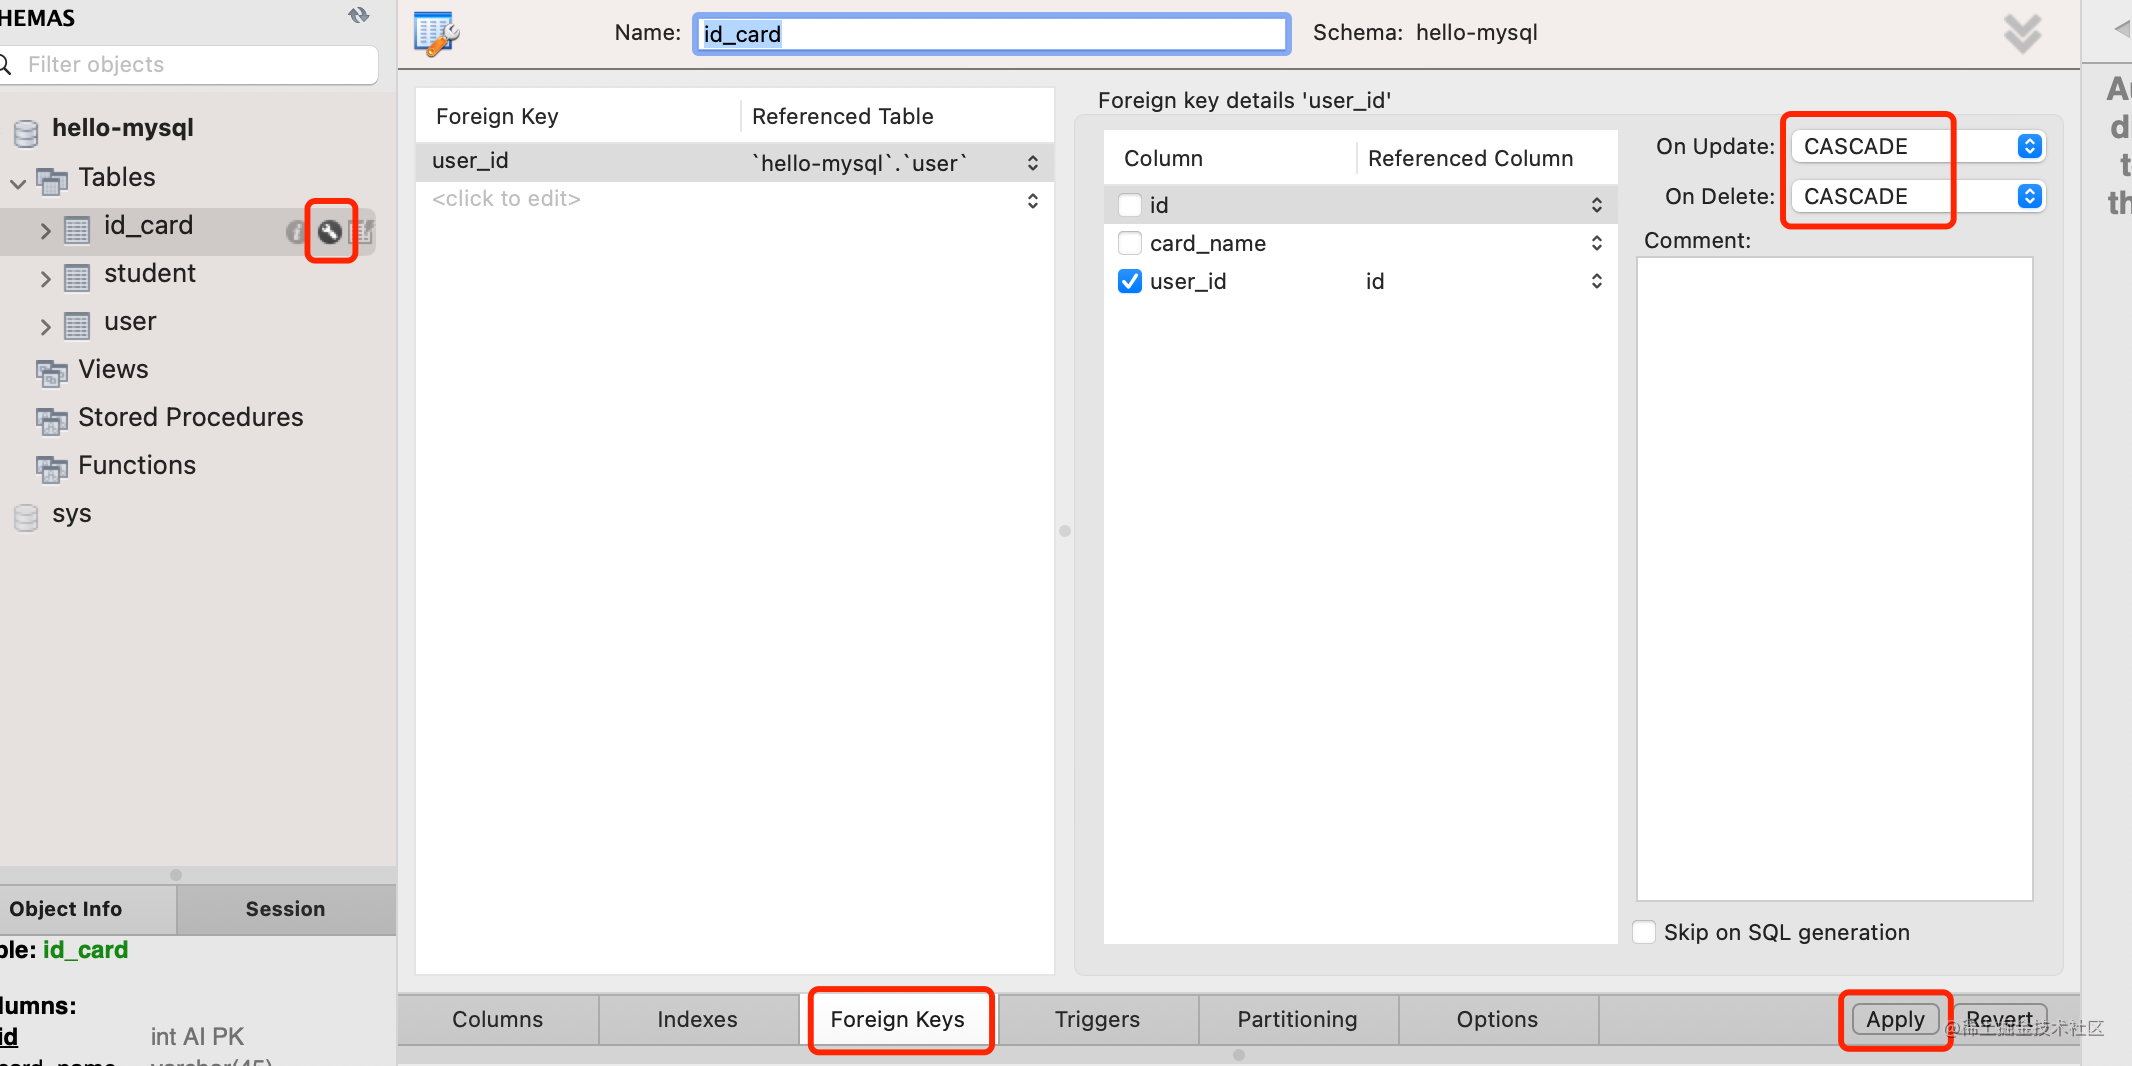 HEMAS
Filter objects
hello-mysql
Tables
id_card
student
user
Views
Stored Procedures
Functions
sys
Object Info
Session
ble: id_card
lumns:
id int AI PK
card_name varchar(45)
Name: id_card
Schema: hello-mysql
Foreign Key Referenced Table
user_id `hello-mysql`.`user`
<click to edit>
Foreign key details 'user_id'
Column Referenced Column
id
card_name
user_id id
On Update: CASCADE
On Delete: CASCADE
Comment:
Skip on SQL generation
Columns Indexes Foreign Keys Triggers Partitioning Options
Apply Revert
@稀土掘金技术社区
Au
d
t
th